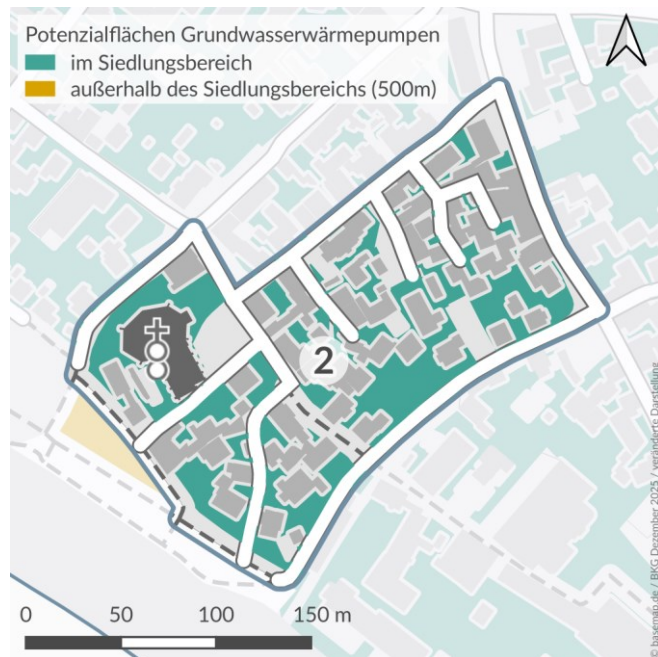 Potenzialflächen Grundwasserwärmepumpen
im Siedlungsbereich
außerhalb des Siedlungsbereichs (500m)
2
0 50 100 150 m
© basemap.de / BKG Dezember 2025 / veränderte Darstellung